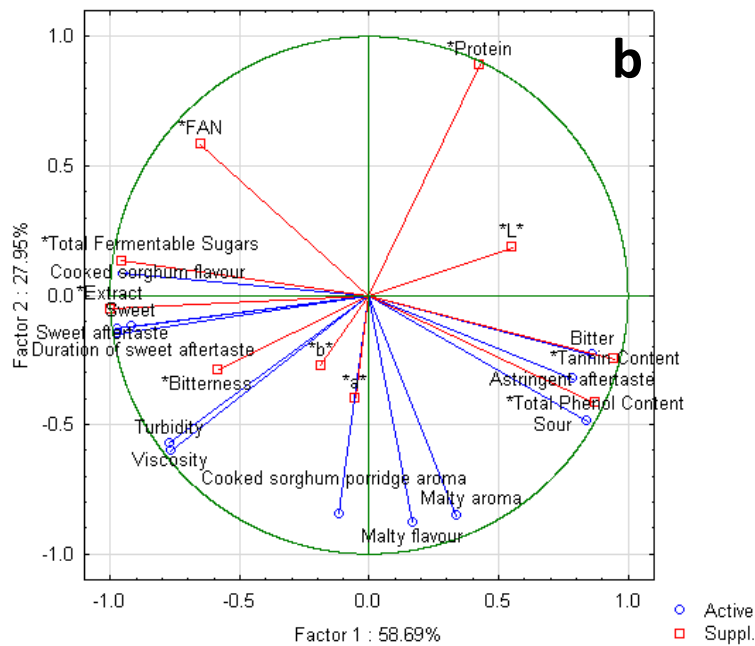 b
1.0
*Protein
*FAN
0.5
*L*
*Total Fermentable Sugars
Cooked sorghum flavour
*Extract
0.0
Sweet
Sweet aftertaste
Duration of sweet aftertaste
*Bitterness
*b*
*a*
Bitter
*Tannin Content
Astringent aftertaste
*Total Phenol Content
Sour
-0.5
Turbidity
Viscosity
Cooked sorghum porridge aroma
Malty aroma
Malty flavour
-1.0
Factor 2 : 27.95%
-1.0 -0.5 0.0 0.5 1.0
Factor 1 : 58.69%
Active
Suppl.